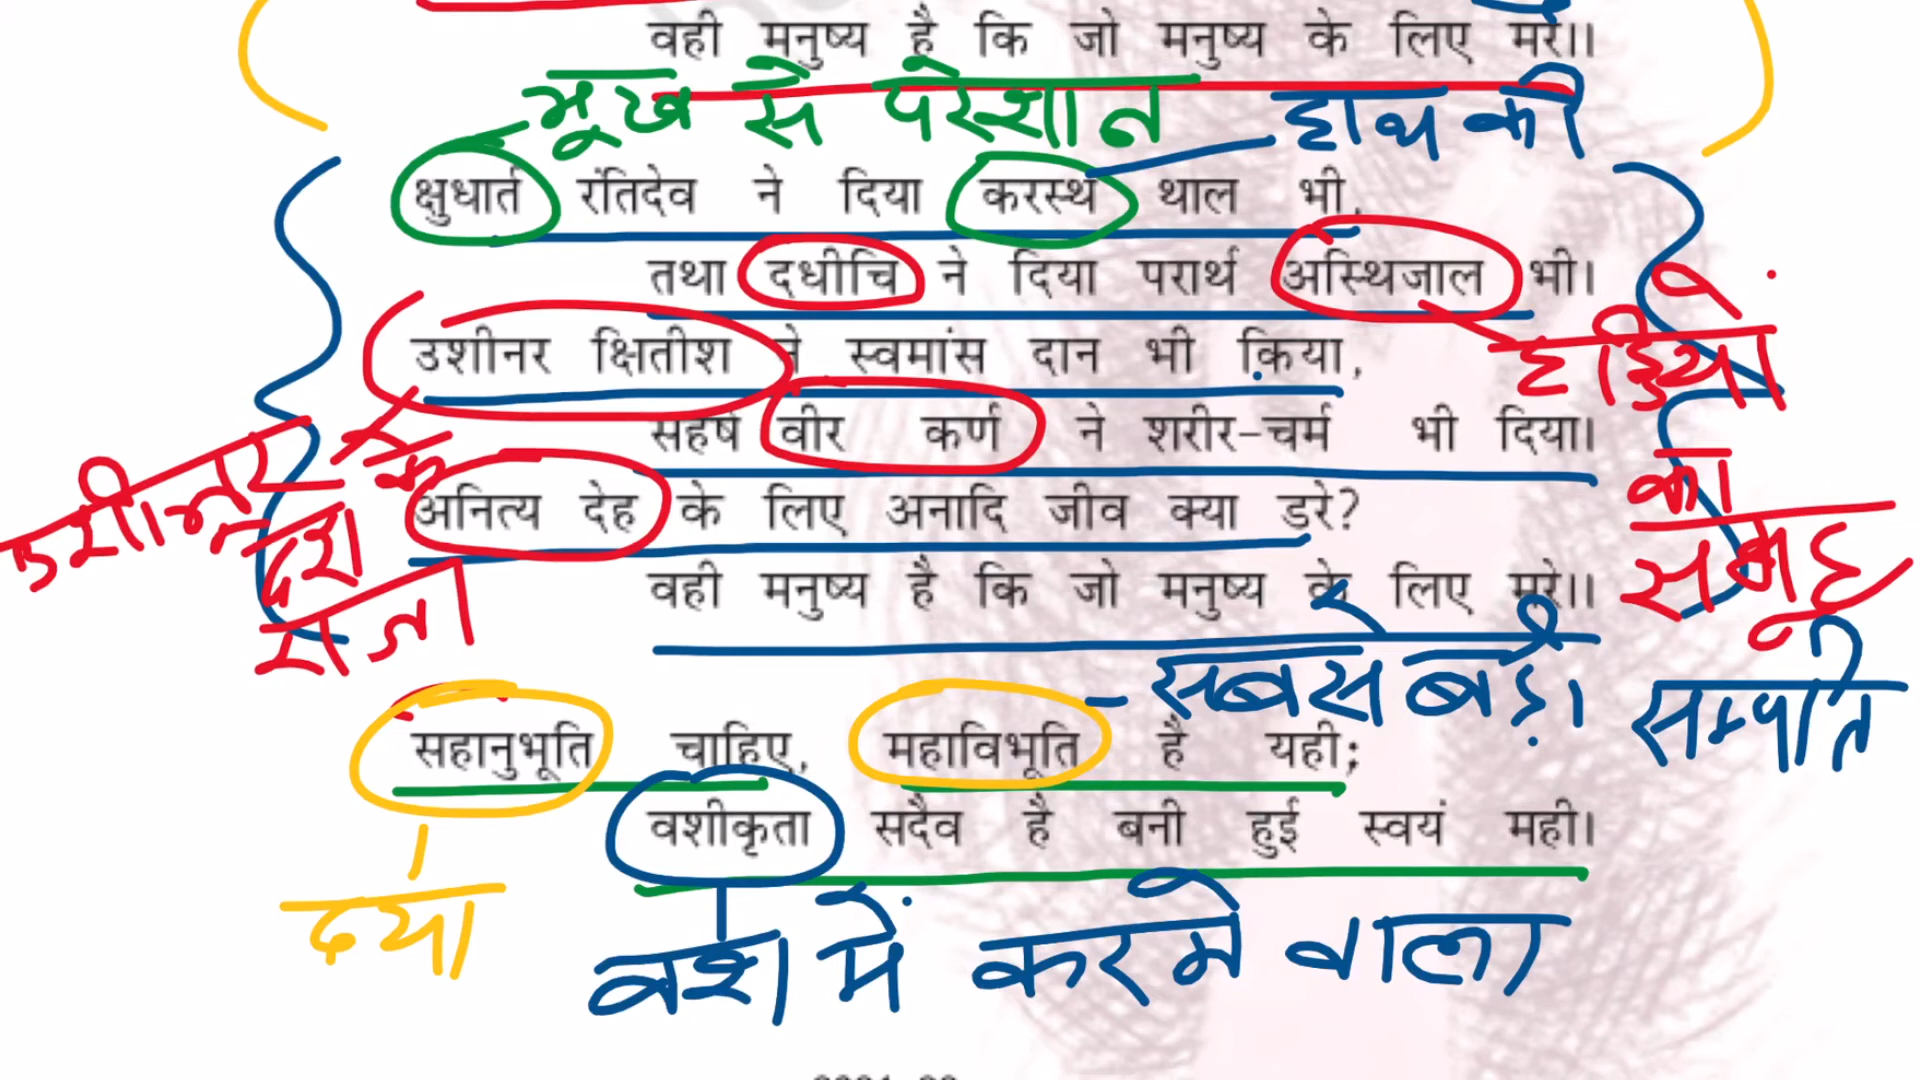 वही मनुष्य है कि जो मनुष्य के लिए मरे।।
भूख से परेशान
हाथ की
क्षुधार्त रंतिदेव ने दिया करस्थ थाल भी,
तथा दधीचि ने दिया परार्थ अस्थिजाल भी।
हड्डियों
का
समूह
उशीनर क्षितीश ने स्वमांस दान भी किया,
सहर्ष वीर कर्ण ने शरीर-चर्म भी दिया।
उशीनर
के
देश
राजा
अनित्य देह के लिए अनादि जीव क्या डरे?
वही मनुष्य है कि जो मनुष्य के लिए मरे।।
सबसे बड़ी सम्पति
सहानुभूति चाहिए, महाविभूति है यही;
वशीकृता सदैव है बनी हुई स्वयं मही।
दया
वश में करने वाला